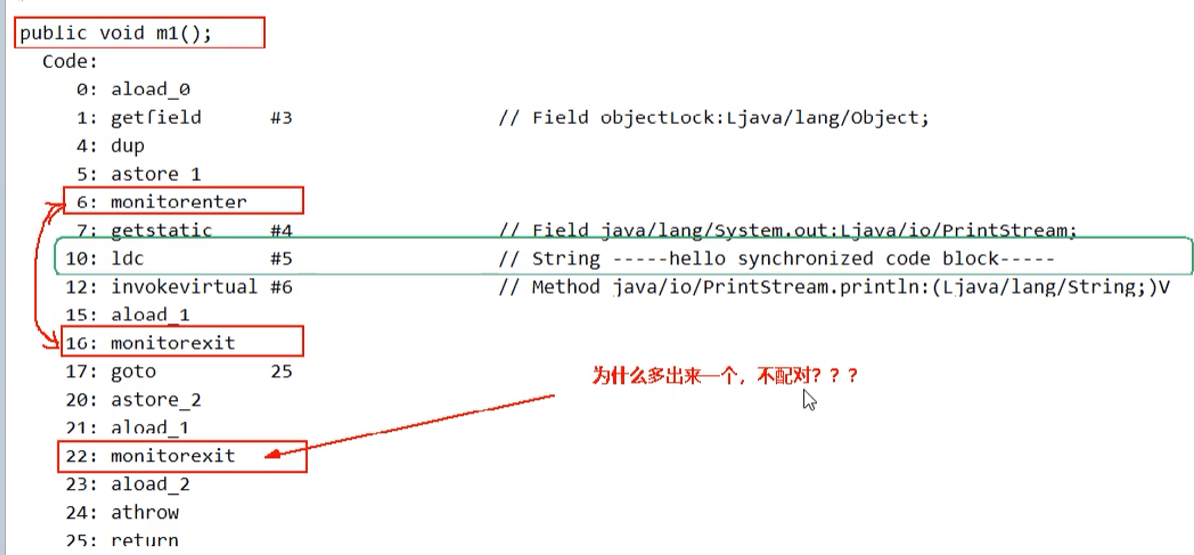 public void m1();
Code:
0: aload_0
1: getfield #3 // Field objectLock:Ljava/lang/Object;
4: dup
5: astore_1
6: monitorenter
7: getstatic #4 // Field java/lang/System.out:Ljava/io/PrintStream;
10: ldc #5 // String -----hello synchronized code block-----
12: invokevirtual #6 // Method java/io/PrintStream.println:(Ljava/lang/String;)V
15: aload_1
16: monitorexit
17: goto 25
为什么多出来一个，不配对？？？
20: astore_2
21: aload_1
22: monitorexit
23: aload_2
24: athrow
25: return